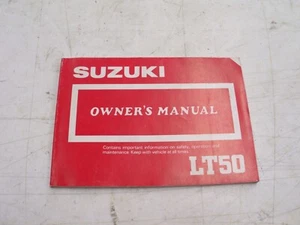 SUZUKI
OWNER'S MANUAL
Contains important information on safety, operation and
maintenance. Keep with vehicle at all times.
LT50